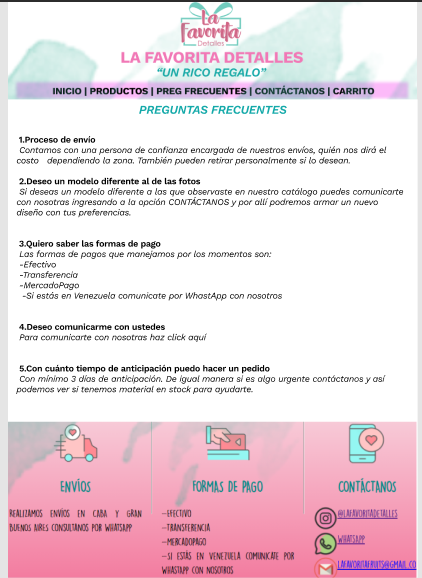 La
Favorita
Detalles
LA FAVORITA DETALLES
“UN RICO REGALO”
INICIO | PRODUCTOS | PREG FRECUENTES | CONTÁCTANOS | CARRITO
PREGUNTAS FRECUENTES
1.Proceso de envío
Contamos con una persona de confianza encargada de nuestros envíos, quién nos dirá el
costo dependiendo la zona. También pueden retirar personalmente si lo desean.
2.Deseo un modelo diferente al de las fotos
Si deseas un modelo diferente a las que observaste en nuestro catáloga puedes comunicarte
con nosotras ingresando a la opción CONTÁCTANOS y por allí podremos armar un nuevo
diseño con tus preferencias.
3.Quiero saber las formas de pago
Las formas de pagos que manejamos por los momentos son:
-Efectivo
-Transferencia
-MercadoPago
-Si estás en Venezuela comunicate por WhastApp con nosotros
4.Deseo comunicarme con ustedes
Para comunicarte con nosotras haz click aquí
5.Con cuánto tiempo de anticipación puedo hacer un pedido
Con mínimo 3 días de anticipación. De igual manera si es algo urgente contáctanos y así
podemos ver si tenemos material en stock para ayudarte.
ENVÍOS
REALIZAMOS ENVÍOS EN CABA Y GRAN
BUENOS AIRES CONSULTANOS POR WHATSAPP
FORMAS DE PAGO
-EFECTIVO
-TRANSFERENCIA
-MERCADOPAGO
-SI ESTÁS EN VENEZUELA COMUNICATE POR
WHASTAPP CON NOSOTROS
CONTÁCTANOS
@LAFAVORITADETALLES
WHATSAPP
LAFAVORITAFRUITS@GMAIL.CO